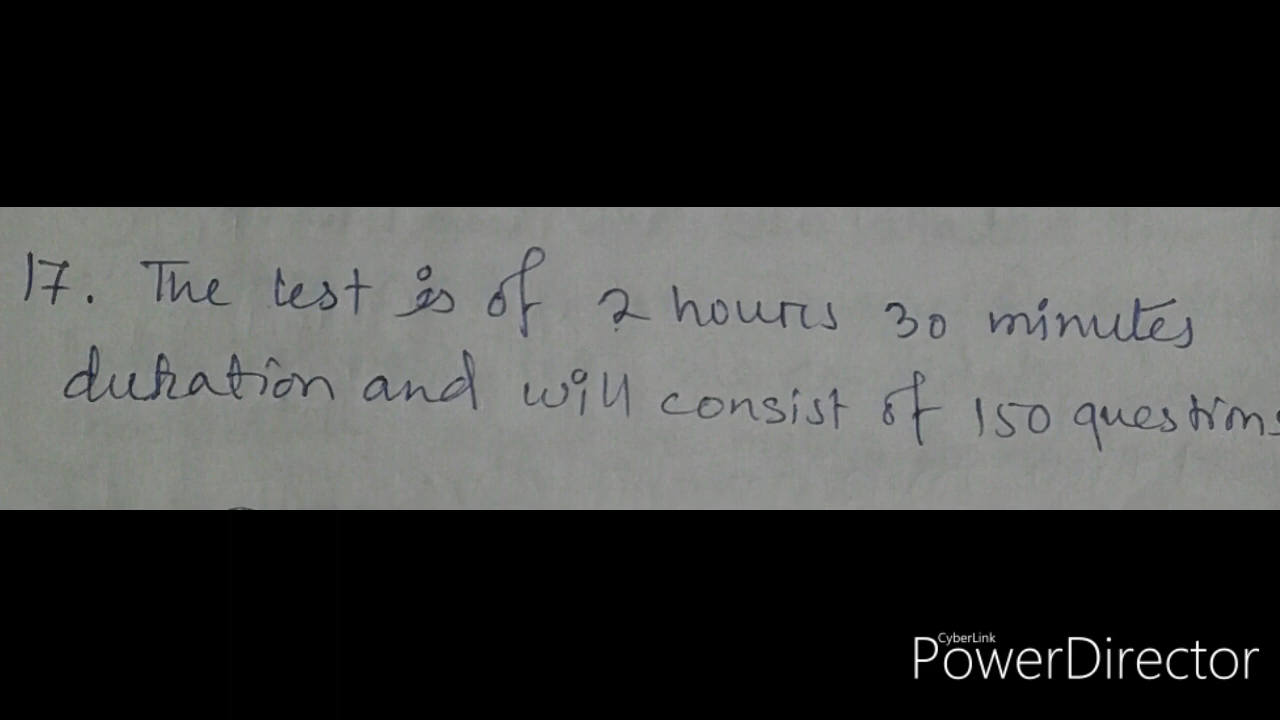 17. The test is of 2 hours 30 minutes
duration and will consist of 150 questions
CyberLink
PowerDirector